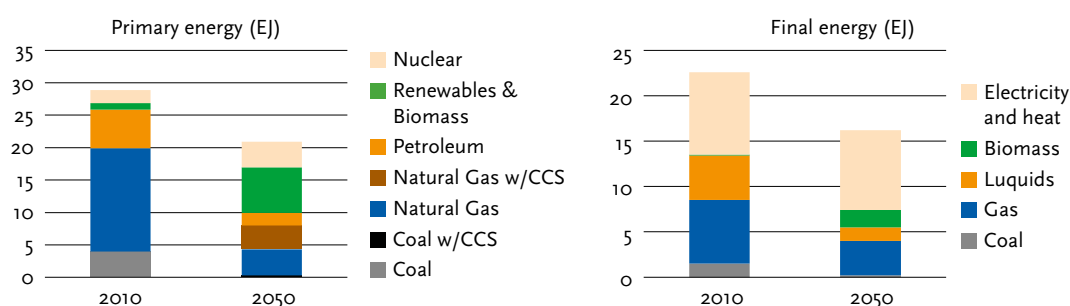 Primary energy (EJ)
35
30
25
20
15
10
5
0
2010
2050
Nuclear
Renewables &
Biomass
Petroleum
Natural Gas w/CCS
Natural Gas
Coal w/CCS
Coal
Final energy (EJ)
25
20
15
10
5
0
2010
2050
Electricity
and heat
Biomass
Luquids
Gas
Coal